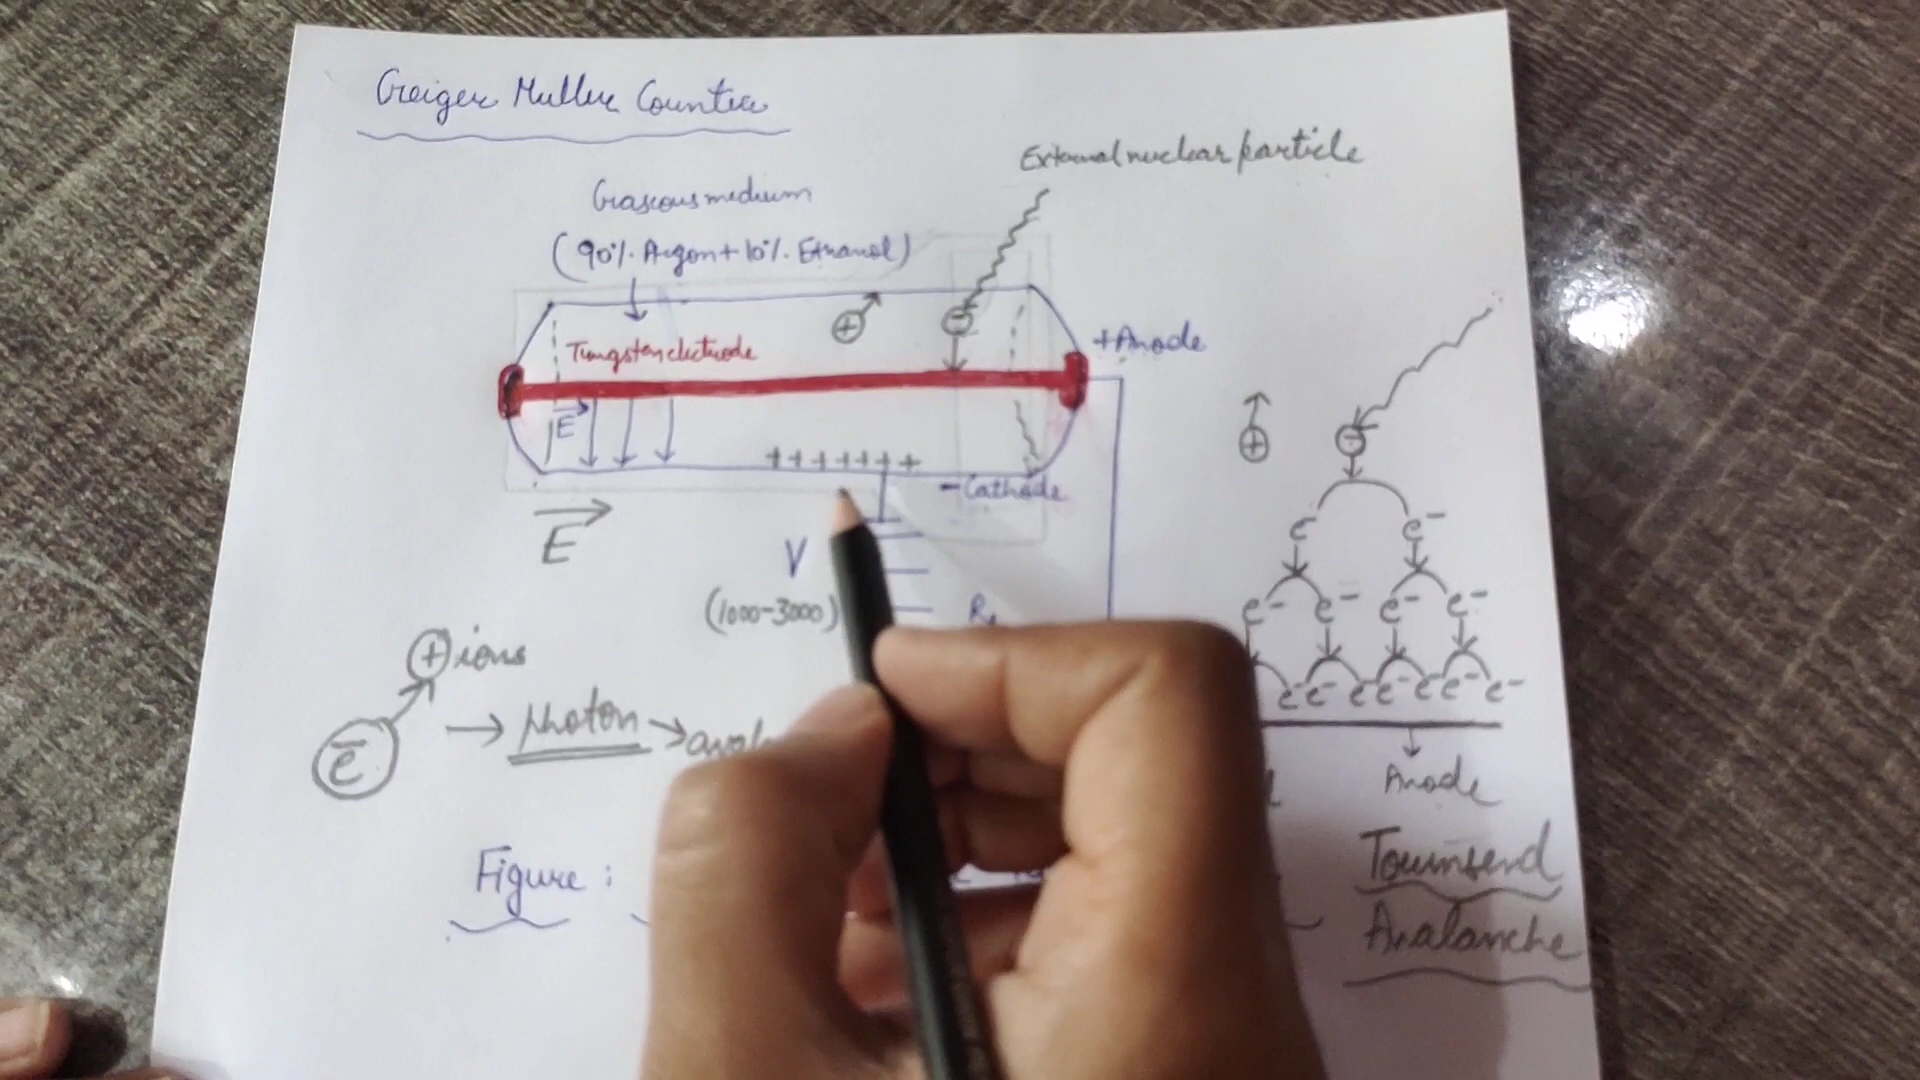 Geiger Muller Counter
External nuclear particle
Gaseous medium
(90% Argon + 10% Ethanol)
+
-
Tungsten electrode
+ Anode
E
+ + + + + + +
- Cathode
E
V
(1000-3000)
+
-
e e-
e- e- e- e-
e- e- e- e- e- e- e-
Anode
+ ions
e-
photon
Figure :
Townsend
Avalanche